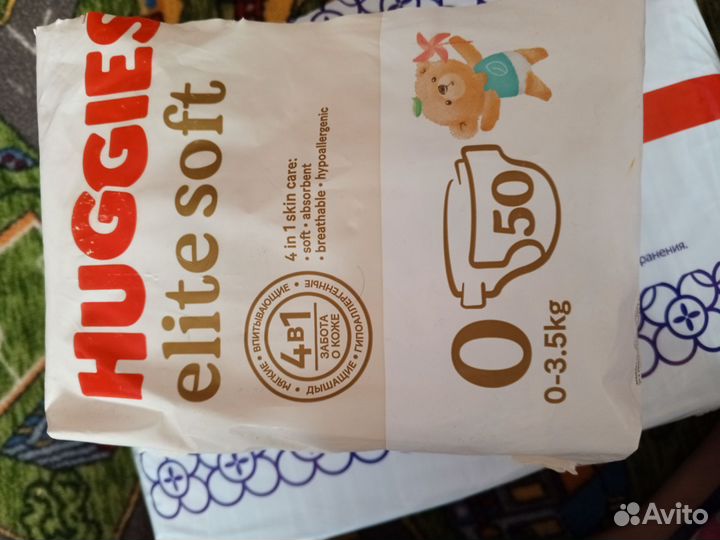 HUGGIES
elite soft
4 in 1 skin care:
• soft • absorbent
• breathable • hypoallergenic
МЯГКИЕ • ВПИТЫВАЮЩИЕ •
4В1
ЗАБОТА
О КОЖЕ
ДЫШАЩИЕ • ГИПОАЛЛЕРГЕННЫЕ
50
0
0-3.5kg
ранения.
Avito